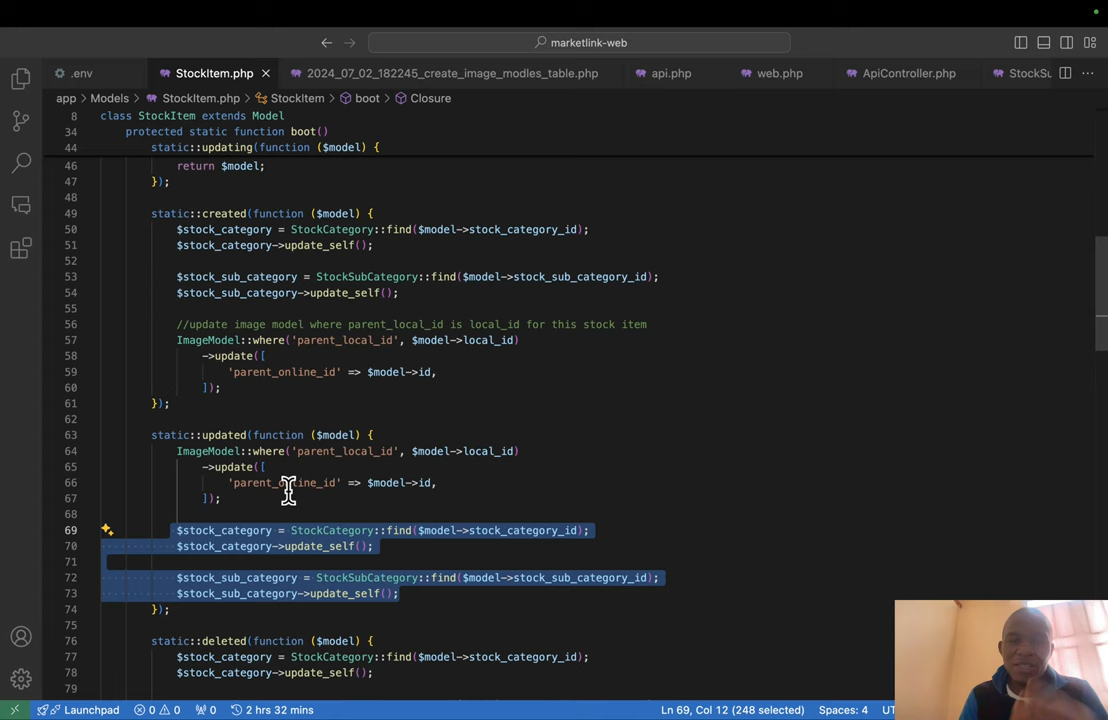 marketlink-web
.env
StockItem.php
2024_07_02_182245_create_image_modles_table.php
api.php
web.php
ApiController.php
StockSu
app > Models > StockItem.php > StockItem > boot > Closure
8 class StockItem extends Model
34 protected static function boot()
44 static::updating(function ($model) {
46 return $model;
47 });
48
49 static::created(function ($model) {
50 $stock_category = StockCategory::find($model->stock_category_id);
51 $stock_category->update_self();
52
53 $stock_sub_category = StockSubCategory::find($model->stock_sub_category_id);
54 $stock_sub_category->update_self();
55
56 //update image model where parent_local_id is local_id for this stock item
57 ImageModel::where('parent_local_id', $model->local_id)
58 ->update([
59 'parent_online_id' => $model->id,
60 ]);
61 });
62
63 static::updated(function ($model) {
64 ImageModel::where('parent_local_id', $model->local_id)
65 ->update([
66 'parent_online_id' => $model->id,
67 ]);
68
69 $stock_category = StockCategory::find($model->stock_category_id);
70 $stock_category->update_self();
71
72 $stock_sub_category = StockSubCategory::find($model->stock_sub_category_id);
73 $stock_sub_category->update_self();
74 });
75
76 static::deleted(function ($model) {
77 $stock_category = StockCategory::find($model->stock_category_id);
78 $stock_category->update_self();
79
Launchpad 0 0 0 2 hrs 32 mins Ln 69, Col 12 (248 selected) Spaces: 4 UT